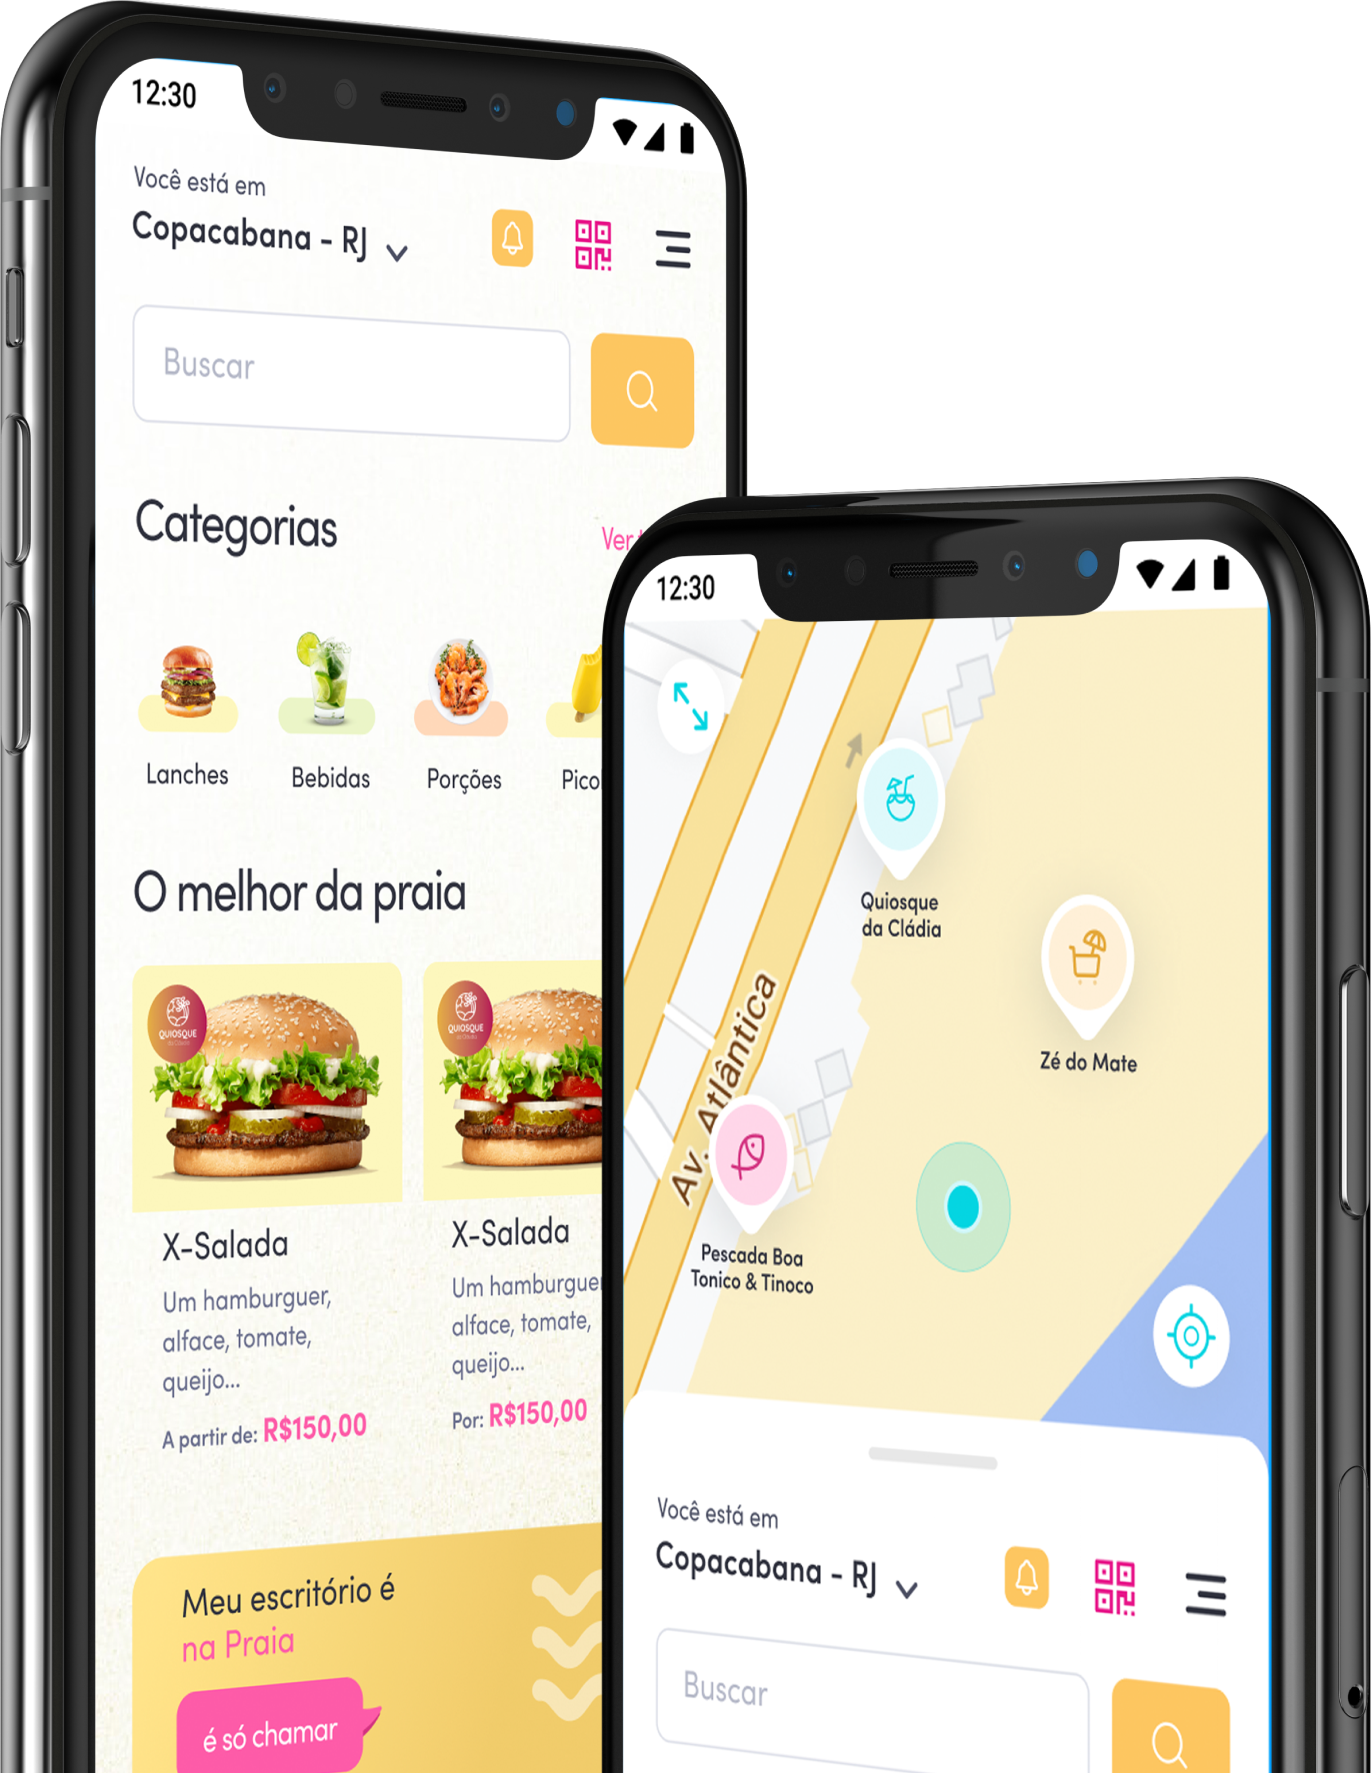 12:30
Você está em
Copacabana - RJ
Buscar
Categorias
Ver
Lanches
Bebidas
Porções
O melhor da praia
QUIOSQUE
QUIOSQUE
X-Salada
Um hamburguer,
alface, tomate,
queijo...
A partir de: R$150,00
X-Salada
Um hamburguer
alface, tomate,
queijo...
Por: R$150,00
Meu escritório é
na Praia
é só chamar
12:30
Quiosque
da Cládia
Zé do Mate
Av. Atlântica
Pescada Boa
Tonico & Tinoco
Você está em
Copacabana - RJ
Buscar